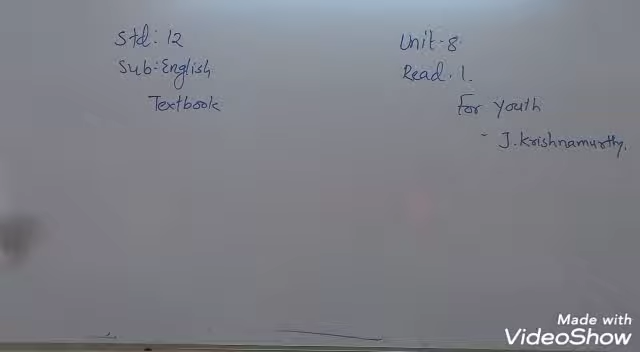 Std: 12
Sub: English
Textbook
Unit-8.
Read. 1.
For Youth
- J. Krishnamurthy.
Made with
VideoShow